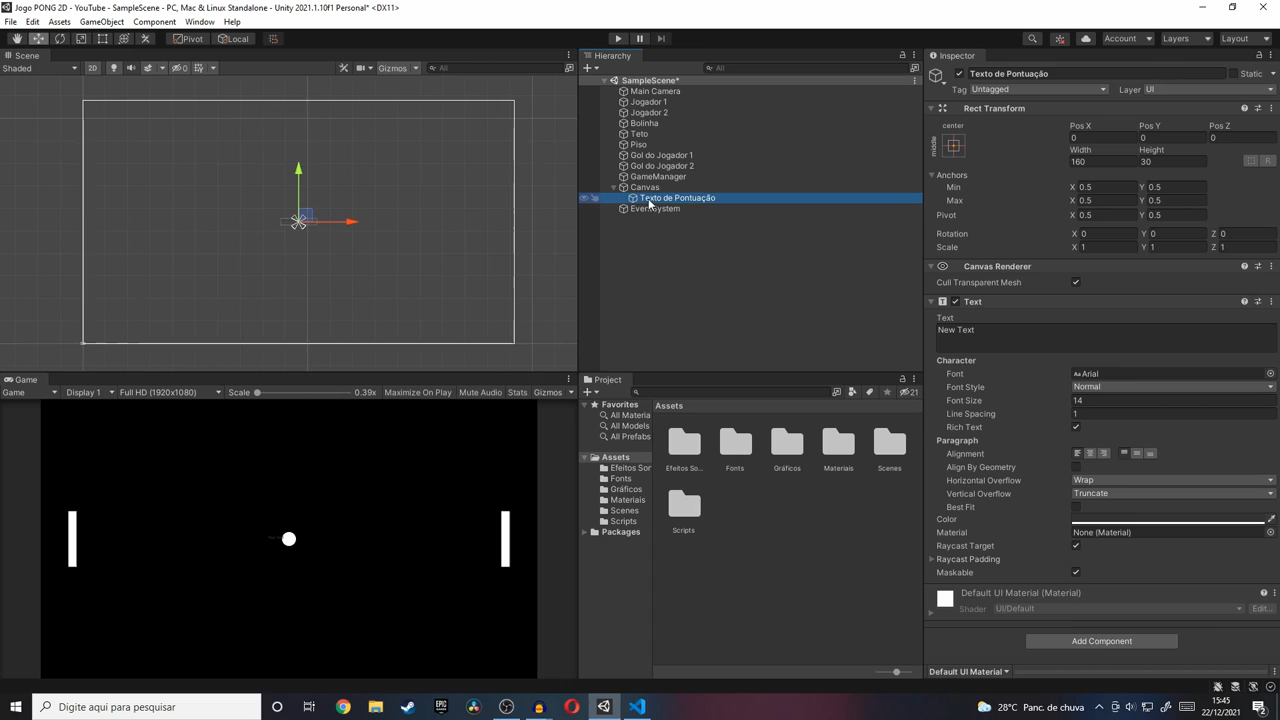 Jogo PONG 2D - YouTube - SampleScene - PC, Mac & Linux Standalone - Unity 2021.1.10f1 Personal* <DX11>
File Edit Assets GameObject Component Window Help
Pivot Local Account Layers Layout
Scene
Shaded 2D 0 Gizmos All
Hierarchy
All
SampleScene*
Main Camera
Jogador 1
Jogador 2
Bolinha
Teto
Piso
Gol do Jogador 1
Gol do Jogador 2
GameManager
Canvas
Texto de Pontuação
EventSystem
Inspector
Texto de Pontuação Static
Tag Untagged Layer UI
Rect Transform
center Pos X Pos Y Pos Z
middle 0 0 0
Width Height
160 30 R
Anchors
Min X 0.5 Y 0.5
Max X 0.5 Y 0.5
Pivot X 0.5 Y 0.5
Rotation X 0 Y 0 Z 0
Scale X 1 Y 1 Z 1
Canvas Renderer
Cull Transparent Mesh
Text
Text
New Text
Character
Font Arial
Font Style Normal
Font Size 14
Line Spacing 1
Rich Text
Paragraph
Alignment
Align By Geometry
Horizontal Overflow Wrap
Vertical Overflow Truncate
Best Fit
Color
Material None (Material)
Raycast Target
Raycast Padding
Maskable
Default UI Material (Material)
Shader UI/Default Edit...
Add Component
Default UI Material
Game
Game Display 1 Full HD (1920x1080) Scale 0.39x Maximize On Play Mute Audio Stats Gizmos
Project
21
Favorites
All Materia
All Models
All Prefabs
Assets
Efeitos Sor
Fonts
Gráficos
Materiais
Scenes
Scripts
Packages
Assets
Efeitos So... Fonts Gráficos Materiais Scenes
Scripts
Digite aqui para pesquisar
EPIC GAMES
28°C Panc. de chuva
15:45
22/12/2021